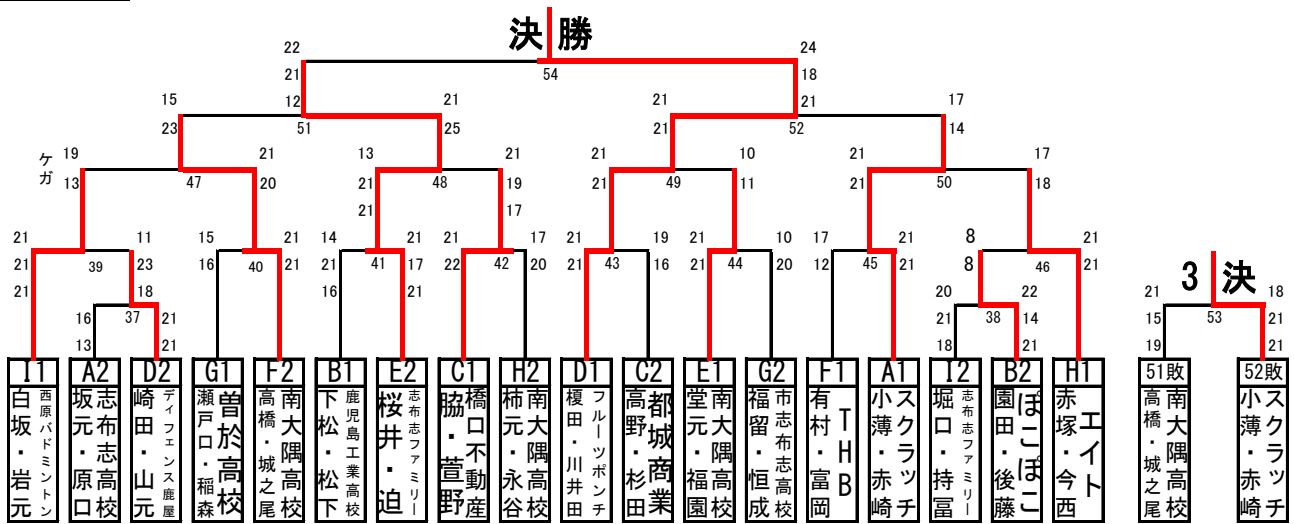 決勝
22 24
21 18
54
15 12 21 21 21 17
23 51 25 21 52 14
ケガ
19 21 13 21 21 10 21 17
13 47 20 21 48 19 21 49 11 21 50 18
21 17
21 11 15 21 14 21 21 17 21 19 21 10 17 21 8 21
21 39 23 16 40 21 21 41 17 22 42 20 21 43 16 21 44 20 12 45 21 8 46 21
21 18 16 21 20 22
16 37 21 21 38 14
13 21 18 21
3決
21 18
15 53 21
19 21
I1 A2 D2 G1 F2 B1 E2 C1 H2 D1 C2 E1 G2 F1 A1 I2 B2 H1 51敗 52敗
西原バドミントン
白坂・岩元
志布志高校
坂元・原口
ディフェンス鹿屋
崎田・山元
曽於高校
瀬戸口・稲森
南大隅高校
高橋・城之尾
鹿児島工業高校
下松・松下
志布志ファミリー
桜井・迫
橋口不動産
脇・萱野
南大隅高校
柿元・永谷
フルーツポンチ
榎田・川井田
都城商業
高野・杉田
南大隅高校
堂元・福園
市志布志高校
福留・恒成
THB
有村・富岡
スクラッチ
小薄・赤崎
志布志ファミリー
堀口・持冨
ぽこぽこ
園田・後藤
エイト
赤塚・今西
南大隅高校
高橋・城之尾
スクラッチ
小薄・赤崎